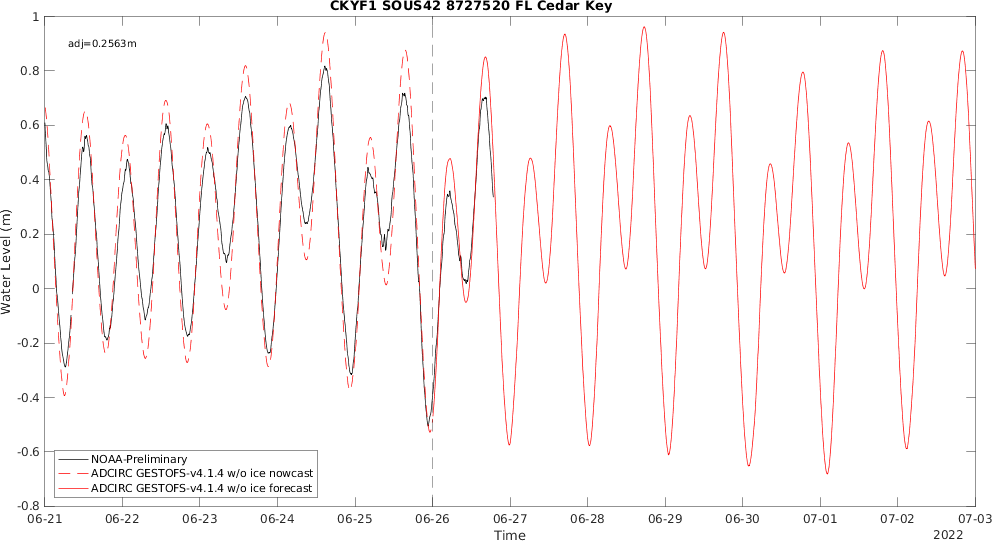 CKYF1 SOUS42 8727520 FL Cedar Key
adj=0.2563m
Water Level (m)
1
0.8
0.6
0.4
0.2
0
-0.2
-0.4
-0.6
-0.8
NOAA-Preliminary
ADCIRC GESTOFS-v4.1.4 w/o ice nowcast
ADCIRC GESTOFS-v4.1.4 w/o ice forecast
06-21 06-22 06-23 06-24 06-25 06-26 06-27 06-28 06-29 06-30 07-01 07-02 07-03
Time
2022